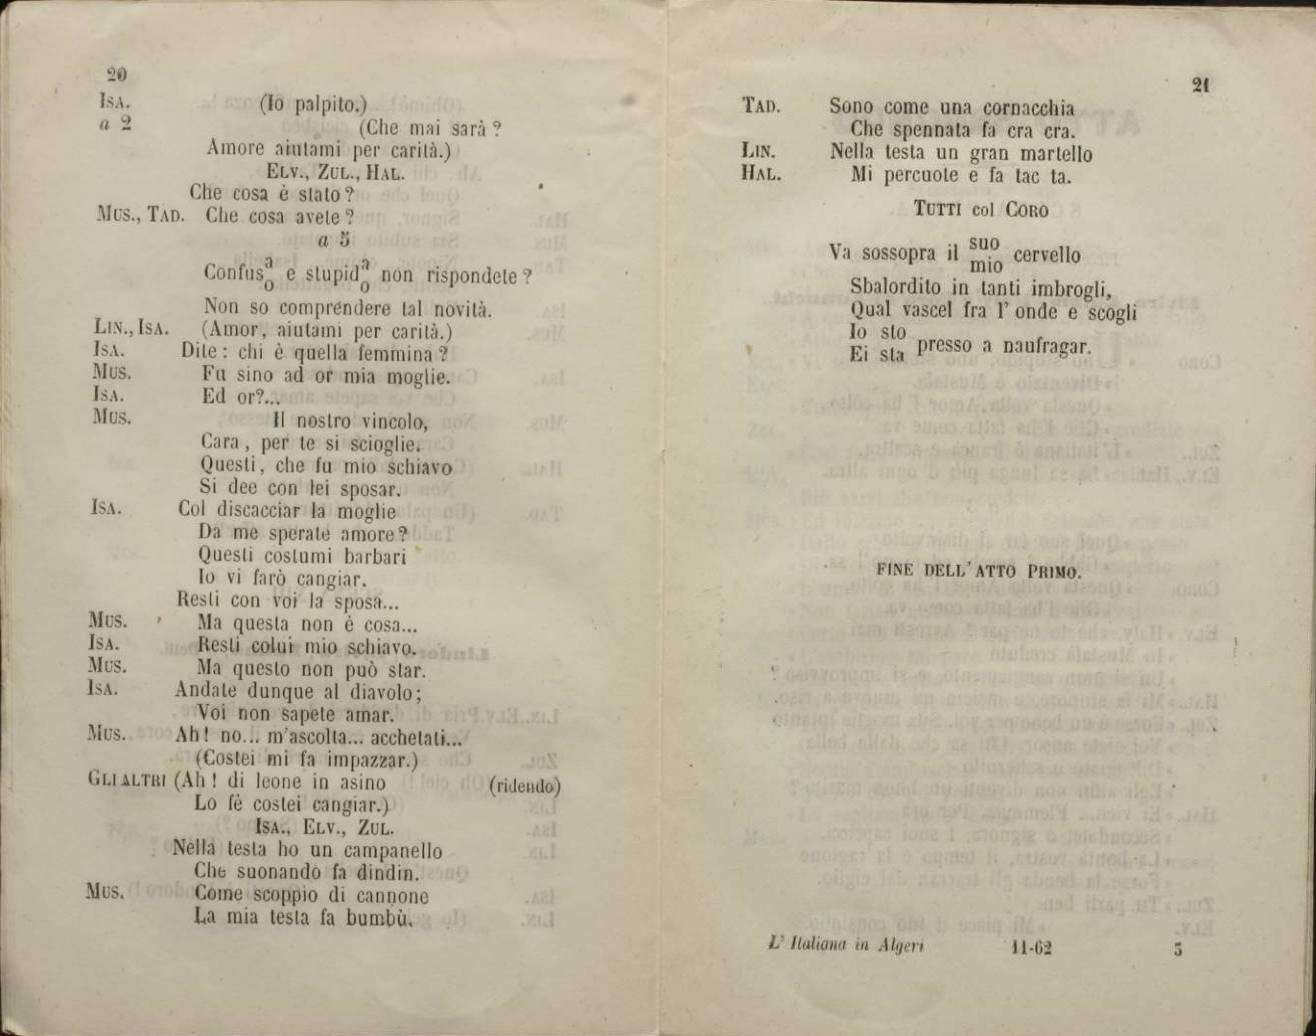 20
ISA. (Io palpito.)
a 2 (Che mai sarà?
Amore aiutami per carità.)
ELV., ZUL., HAL.
Che cosa è stato?
MUS., TAD. Che cosa avete?
a 5
Confus a o e stupid a o non rispondete?
Non so comprendere tal novità.
LIN., ISA. (Amor, aiutami per carità.)
ISA. Dite: chi è quella femmina?
MUS. Fu sino ad or mia moglie.
ISA. Ed or?...
MUS. Il nostro vincolo,
Cara, per te si scioglie.
Questi, che fu mio schiavo
Si dee con lei sposar.
ISA. Col discacciar la moglie
Da me sperate amore?
Questi costumi barbari
Io vi farò cangiar.
Resti con voi la sposa...
MUS. Ma questa non è cosa...
ISA. Resti colui mio schiavo.
MUS. Ma questo non può star.
ISA. Andate dunque al diavolo;
Voi non sapete amar.
MUS. Ah! no... m'ascolta... acchetati...
(Costei mi fa impazzar.)
GLI ALTRI (Ah! di leone in asino (ridendo)
Lo fè costei cangiar.)
ISA., ELV., ZUL.
Nella testa ho un campanello
Che suonando fa dindin.
MUS. Come scoppio di cannone
La mia testa fa bumbù.
21
TAD. Sono come una cornacchia
Che spennata fa cra cra.
LIN. Nella testa un gran martello
HAL. Mi percuote e fa tac ta.
TUTTI col CORO
Va sossopra il suo mio cervello
Sbalordito in tanti imbrogli,
Qual vascel fra l'onde e scogli
Io sto
Ei sta presso a naufragar.
FINE DELL'ATTO PRIMO.
L'Italiana in Algeri 11-62 3